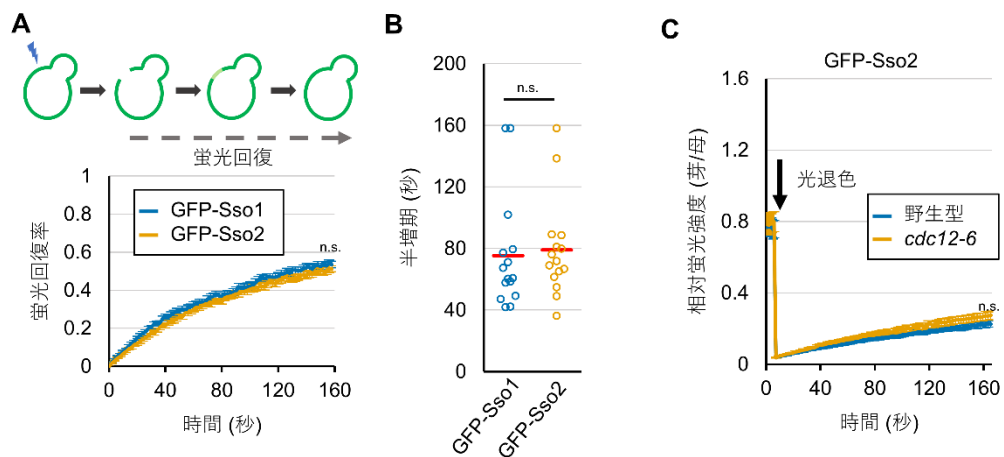 A
蛍光回復
GFP-Sso1
GFP-Sso2
n.s.
蛍光回復率
1
0.8
0.6
0.4
0.2
0
0 40 80 120 160
時間 (秒)
B
n.s.
半増期 (秒)
200
160
120
80
40
0
GFP-Sso1
GFP-Sso2
C
GFP-Sso2
光退色
野生型
cdc12-6
n.s.
相対蛍光強度 (芽/母)
1.6
1.2
0.8
0.4
0
0 40 80 120 160
時間 (秒)